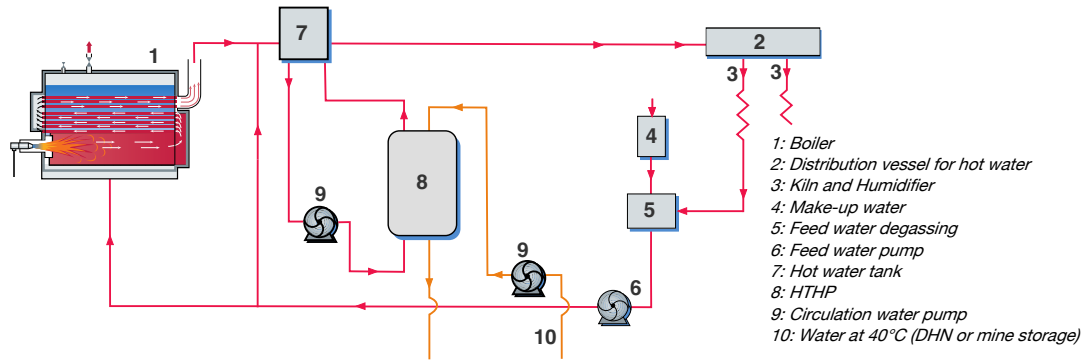 1
7
2
3
3
4
8
5
9
9
6
10
1: Boiler
2: Distribution vessel for hot water
3: Kiln and Humidifier
4: Make-up water
5: Feed water degassing
6: Feed water pump
7: Hot water tank
8: HTHP
9: Circulation water pump
10: Water at 40°C (DHN or mine storage)